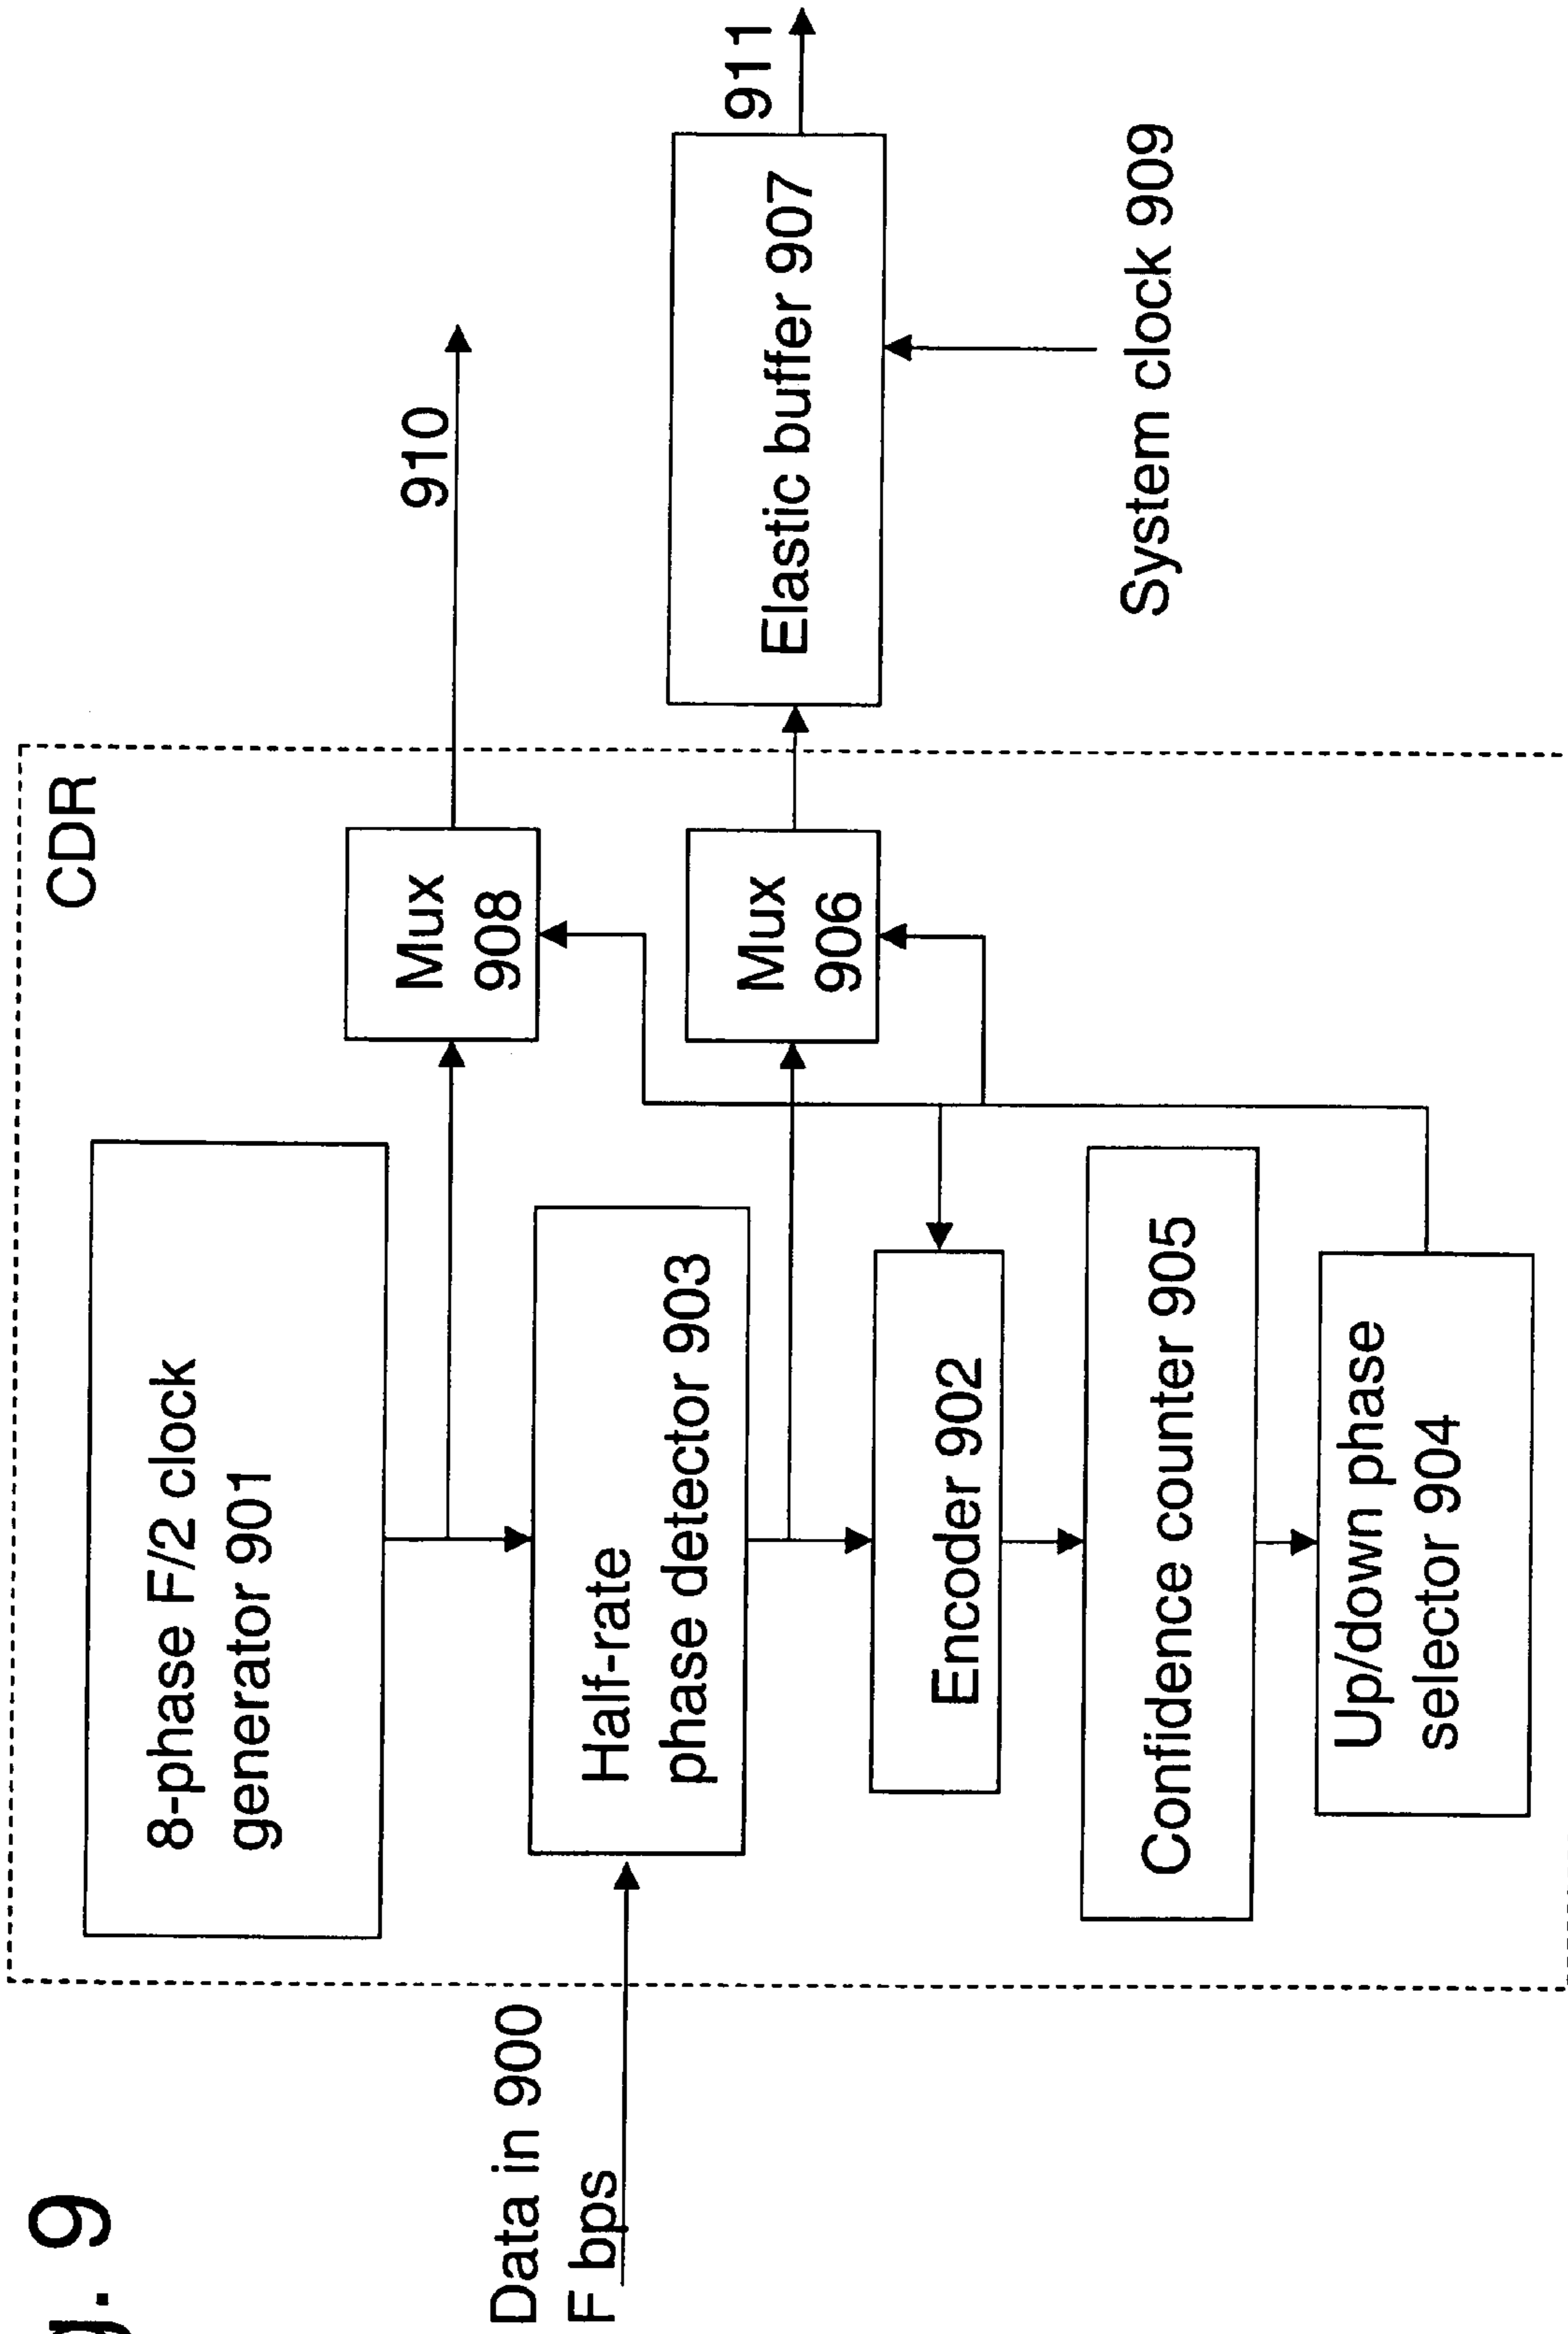 9
CDR
8-phase F/2 clock
generator 901
Mux
908
910
Data in 900
F bps
Half-rate
phase detector 903
Mux
906
Elastic buffer 907
911
Encoder 902
System clock 909
Confidence counter 905
Up/down phase
selector 904